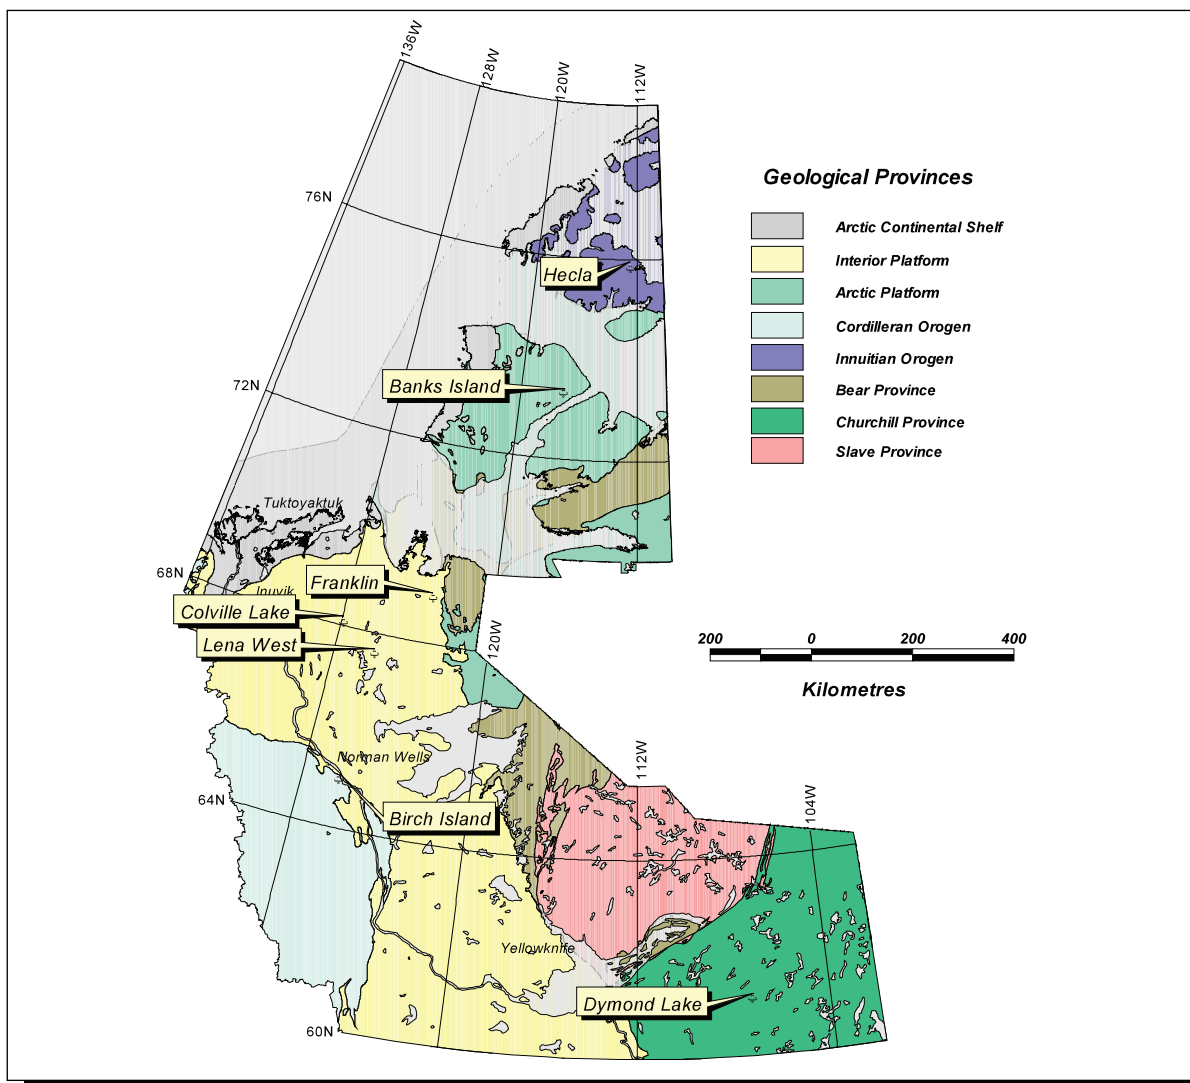 136W
128W
120W
112W
76N
Geological Provinces
Arctic Continental Shelf
Interior Platform
Hecla
Arctic Platform
Cordilleran Orogen
Innuitian Orogen
72N
Banks Island
Bear Province
Churchill Province
Slave Province
Tuktoyaktuk
68N
Franklin
Inuvik
Colville Lake
Lena West
120W
200 0 200 400
Kilometres
Norman Wells
112W
64N
104W
Birch Island
Yellowknife
Dymond Lake
60N